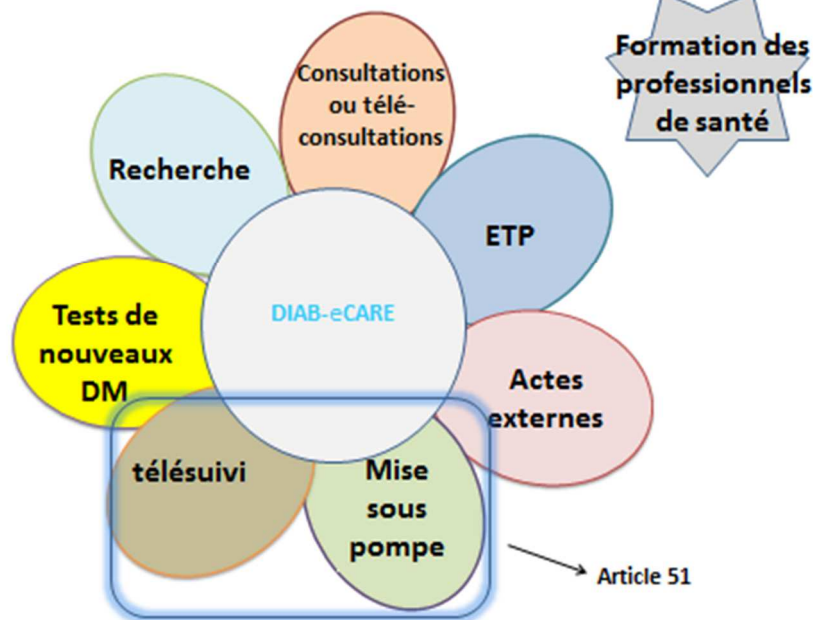 Formation des
professionnels
de santé
Consultations
ou télé-
consultations
Recherche
ETP
DIAB-eCARE
Tests de
nouveaux
DM
Actes
externes
télésuivi
Mise
sous
pompe
Article 51